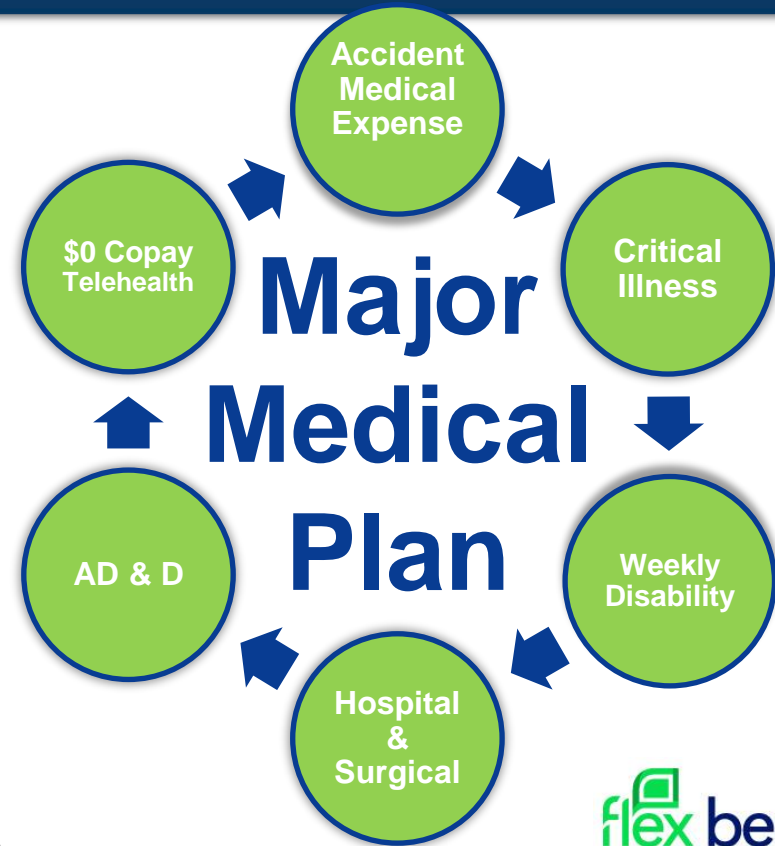 Accident
Medical
Expense
$0 Copay
Telehealth
Critical
Illness
Major
Medical
Plan
AD & D
Weekly
Disability
Hospital
&
Surgical
flex be